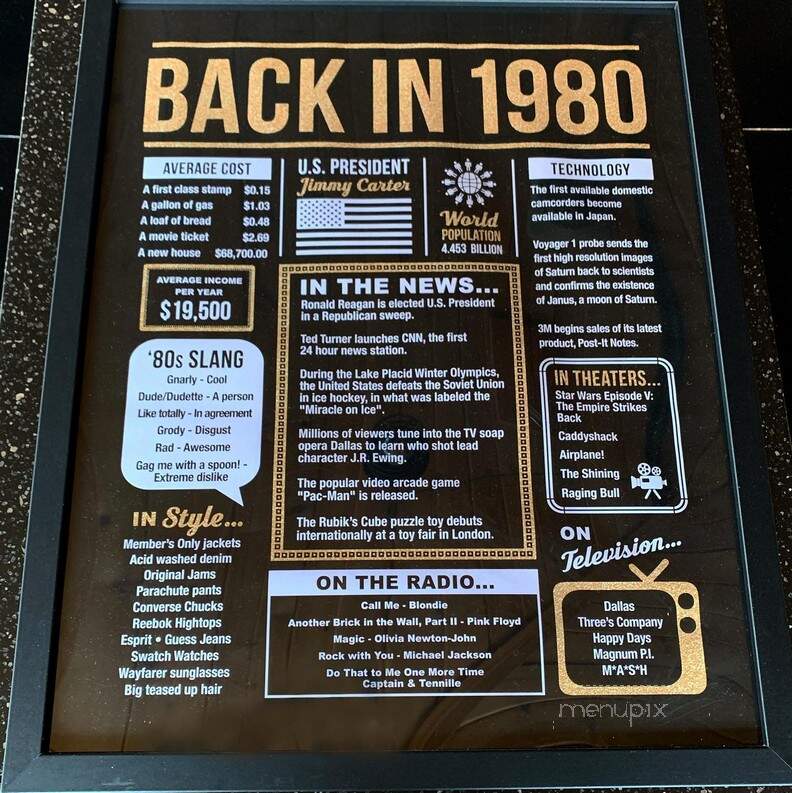 BACK IN 1980
AVERAGE COST
A first class stamp $0.15
A gallon of gas $1.03
A loaf of bread $0.48
A movie ticket $2.69
A new house $68,700.00
AVERAGE INCOME
PER YEAR
$19,500
'80s SLANG
Gnarly - Cool
Dude/Dudette - A person
Like totally - In agreement
Grody - Disgust
Rad - Awesome
Gag me with a spoon! -
Extreme dislike
IN Style...
Member's Only jackets
Acid washed denim
Original Jams
Parachute pants
Converse Chucks
Reebok Hightops
Esprit • Guess Jeans
Swatch Watches
Wayfarer sunglasses
Big teased up hair
U.S. PRESIDENT
Jimmy Carter
World
POPULATION
4.453 BILLION
IN THE NEWS...
Ronald Reagan is elected U.S. President
in a Republican sweep.
Ted Turner launches CNN, the first
24 hour news station.
During the Lake Placid Winter Olympics,
the United States defeats the Soviet Union
in ice hockey, in what was labeled the
"Miracle on Ice".
Millions of viewers tune into the TV soap
opera Dallas to learn who shot lead
character J.R. Ewing.
The popular video arcade game
"Pac-Man" is released.
The Rubik's Cube puzzle toy debuts
internationally at a toy fair in London.
ON THE RADIO...
Call Me - Blondie
Another Brick in the Wall, Part II - Pink Floyd
Magic - Olivia Newton-John
Rock with You - Michael Jackson
Do That to Me One More Time
Captain & Tennille
TECHNOLOGY
The first available domestic
camcorders become
available in Japan.
Voyager 1 probe sends the
first high resolution images
of Saturn back to scientists
and confirms the existence
of Janus, a moon of Saturn.
3M begins sales of its latest
product, Post-It Notes.
IN THEATERS...
Star Wars Episode V:
The Empire Strikes
Back
Caddyshack
Airplane!
The Shining
Raging Bull
ON
Television...
Dallas
Three's Company
Happy Days
Magnum P.I.
M*A*S*H
menupix